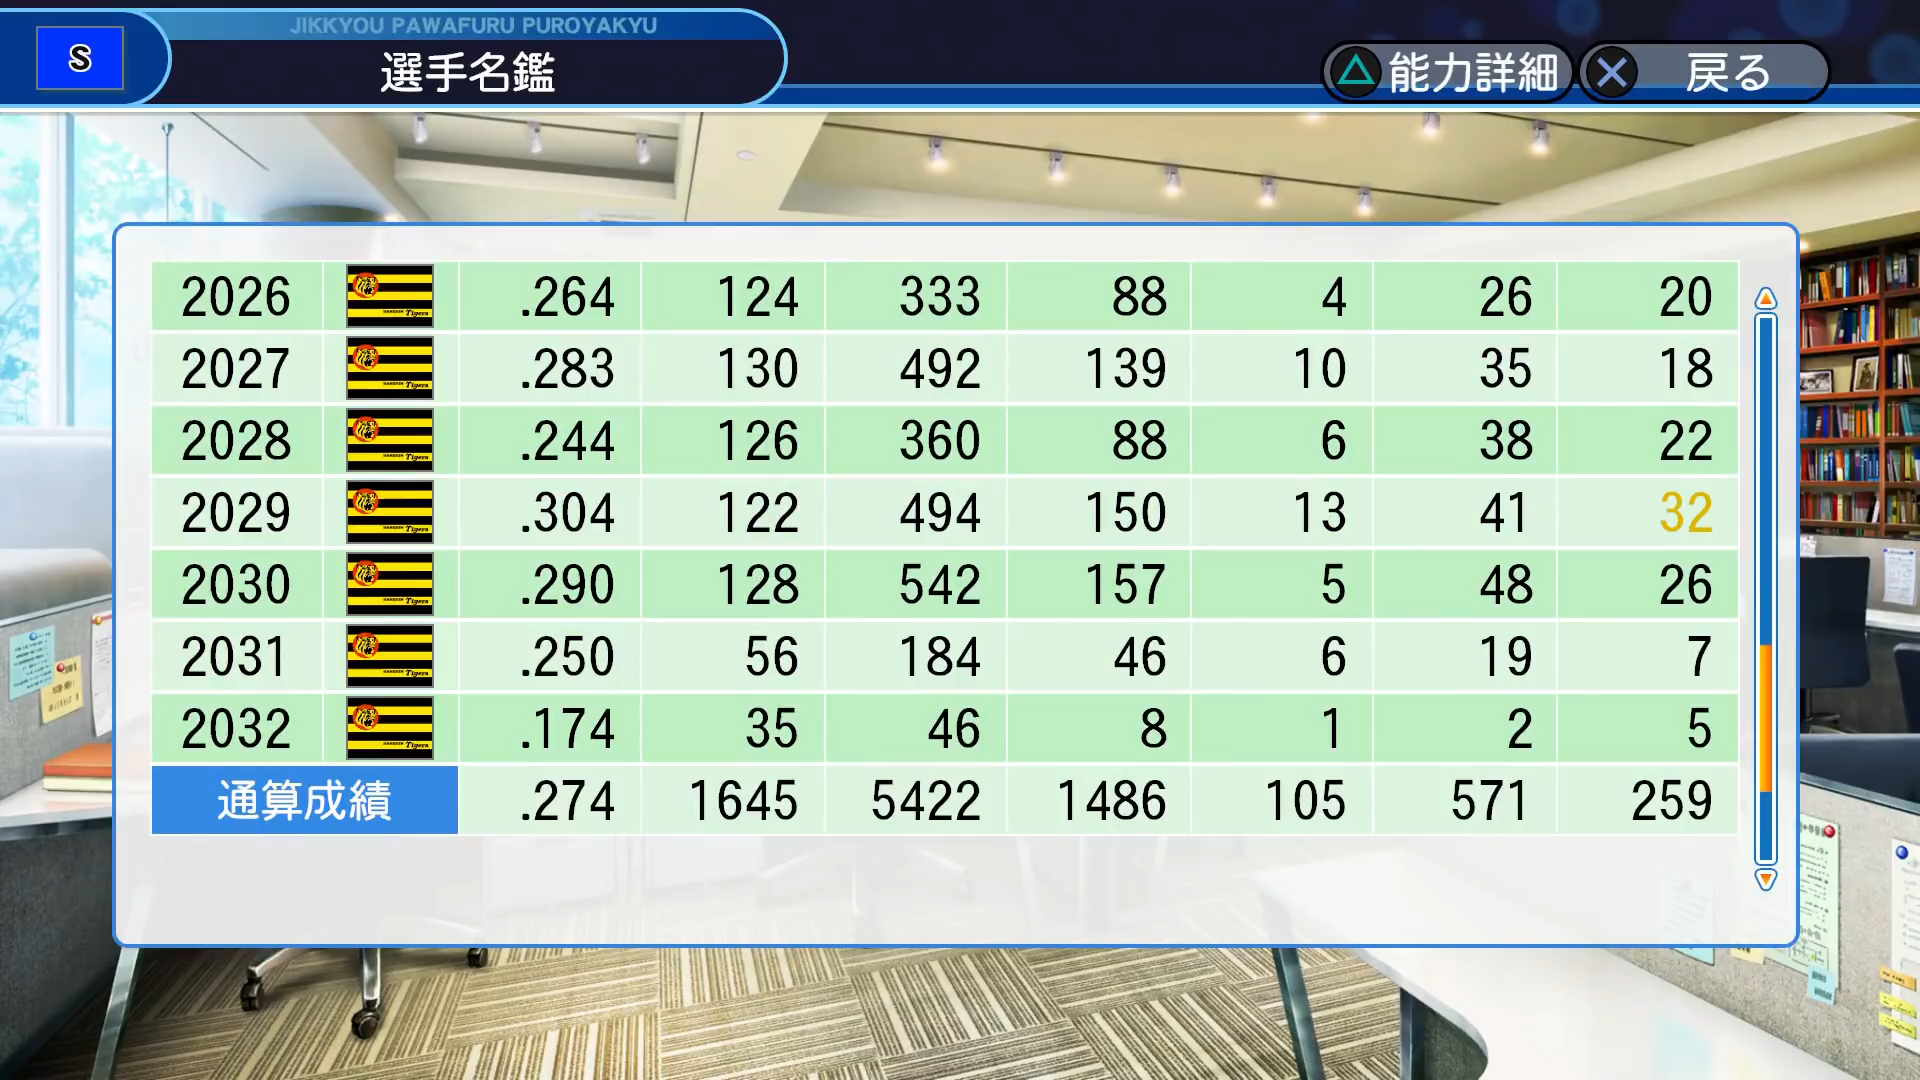 S
JIKKYOU PAWAFURU PUROYAKYU
選手名鑑
能力詳細 戻る
2026 .264 124 333 88 4 26 20
2027 .283 130 492 139 10 35 18
2028 .244 126 360 88 6 38 22
2029 .304 122 494 150 13 41 32
2030 .290 128 542 157 5 48 26
2031 .250 56 184 46 6 19 7
2032 .174 35 46 8 1 2 5
通算成績 .274 1645 5422 1486 105 571 259